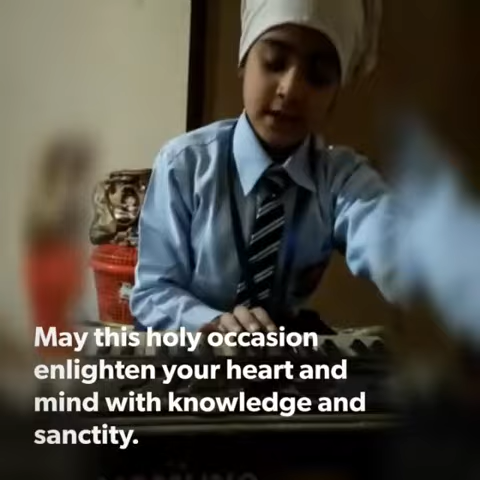 May this holy occasion
enlighten your heart and
mind with knowledge and
sanctity.